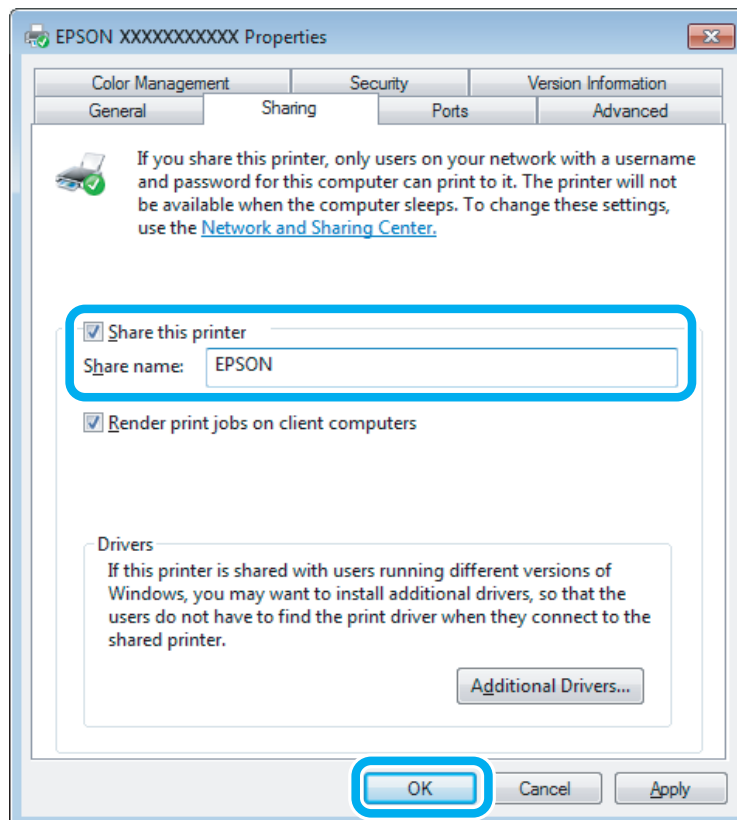 EPSON XXXXXXXXXXX Properties
Color Management Security Version Information
General Sharing Ports Advanced
If you share this printer, only users on your network with a username
and password for this computer can print to it. The printer will not
be available when the computer sleeps. To change these settings,
use the Network and Sharing Center.
Share this printer
Share name: EPSON
Render print jobs on client computers
Drivers
If this printer is shared with users running different versions of
Windows, you may want to install additional drivers, so that the
users do not have to find the print driver when they connect to the
shared printer.
Additional Drivers...
OK Cancel Apply